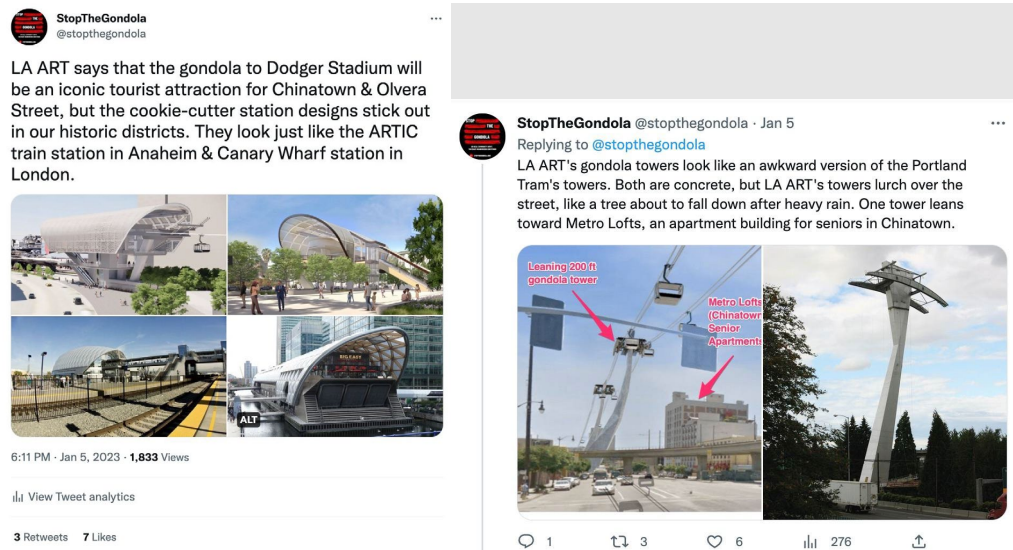 StopTheGondola
@stopthegondola
LA ART says that the gondola to Dodger Stadium will
be an iconic tourist attraction for Chinatown & Olvera
Street, but the cookie-cutter station designs stick out
in our historic districts. They look just like the ARTIC
train station in Anaheim & Canary Wharf station in
London.
BIG EASY
ALT
6:11 PM · Jan 5, 2023 · 1,833 Views
View Tweet analytics
3 Retweets 7 Likes
StopTheGondola @stopthegondola · Jan 5
Replying to @stopthegondola
LA ART's gondola towers look like an awkward version of the Portland
Tram's towers. Both are concrete, but LA ART's towers lurch over the
street, like a tree about to fall down after heavy rain. One tower leans
toward Metro Lofts, an apartment building for seniors in Chinatown.
Leaning 200 ft
gondola tower
Metro Lofts
(Chinatown
Senior
Apartments
1 3 6 276